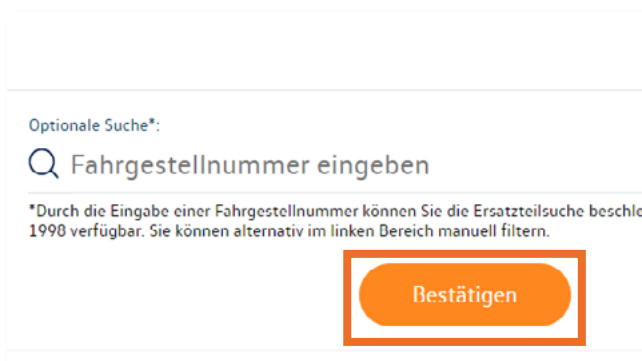 Optionale Suche*:
Fahrgestellnummer eingeben
*Durch die Eingabe einer Fahrgestellnummer können Sie die Ersatzteilsuche beschle
1998 verfügbar. Sie können alternativ im linken Bereich manuell filtern.
Bestätigen